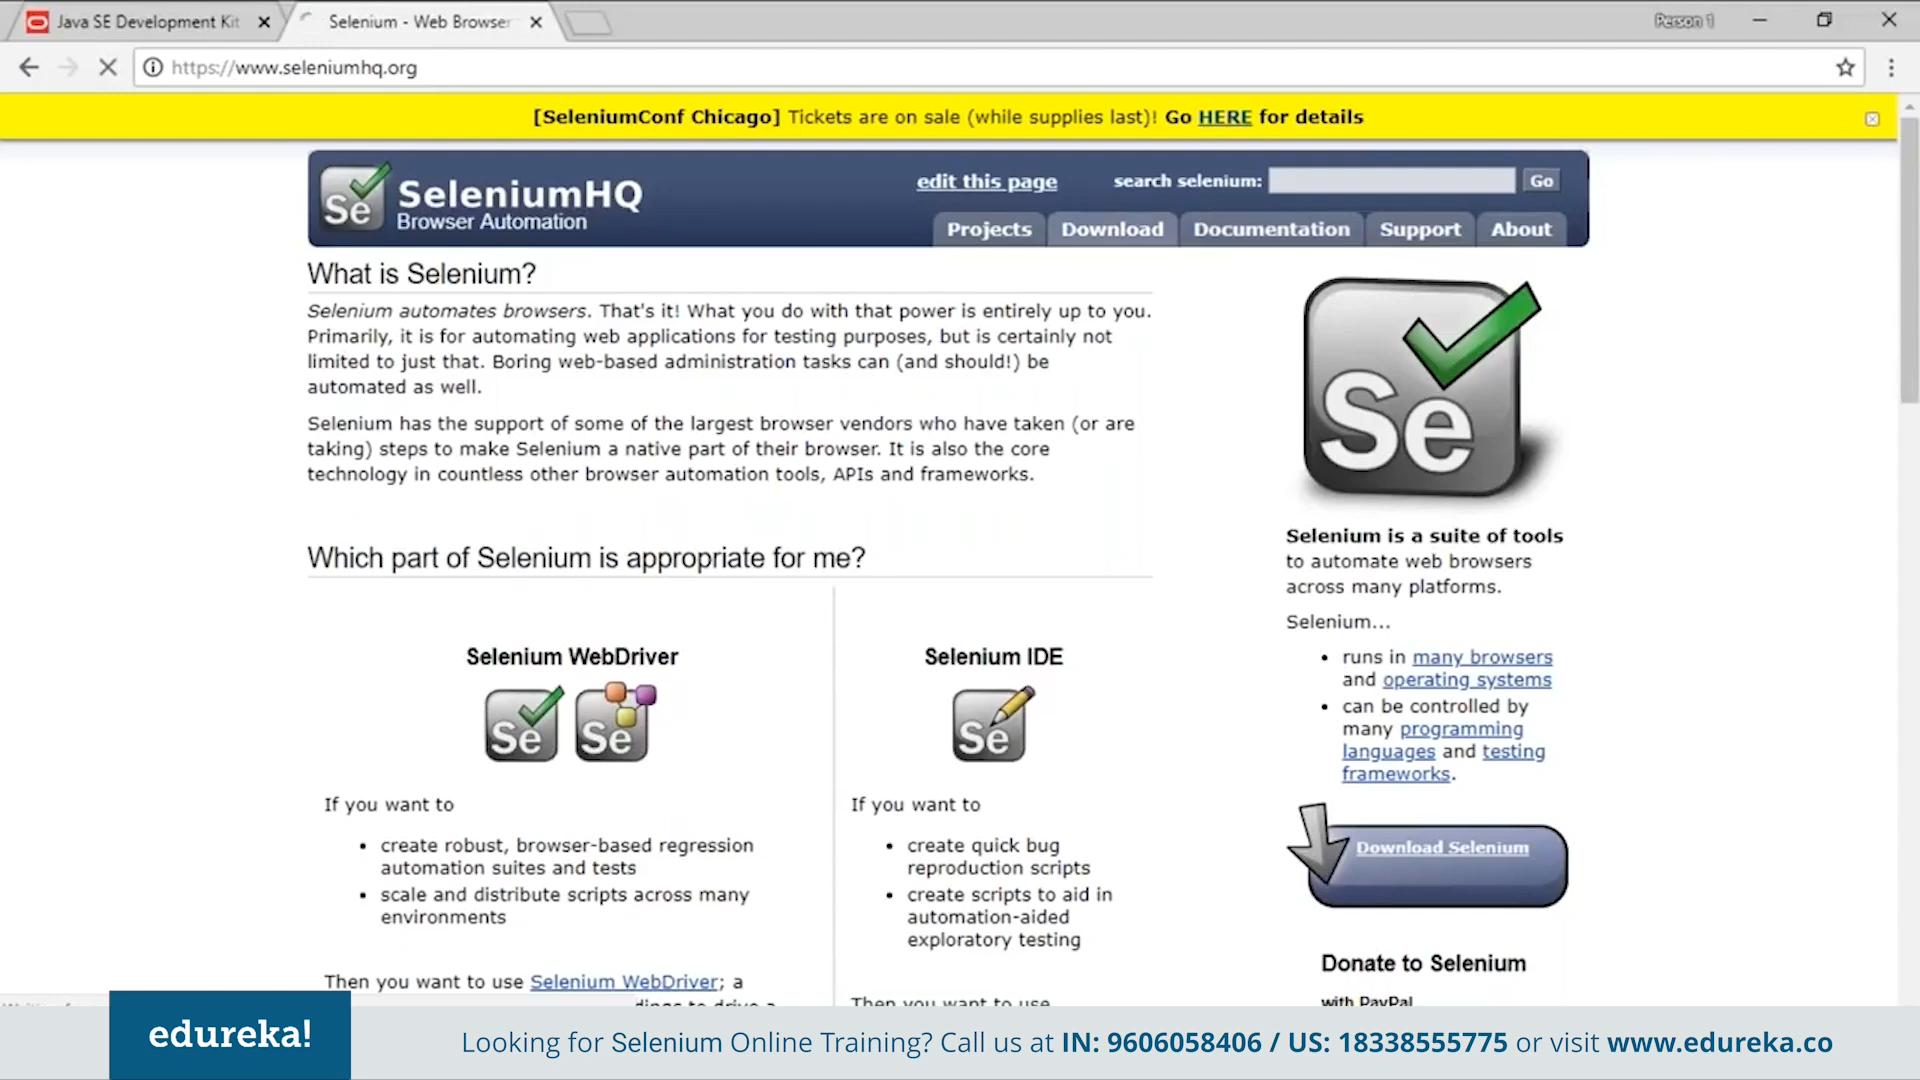 Java SE Development Kit
Selenium - Web Browser
Person 1
https://www.seleniumhq.org
[SeleniumConf Chicago] Tickets are on sale (while supplies last)! Go HERE for details
Se
SeleniumHQ
Browser Automation
edit this page
search selenium:
Go
Projects
Download
Documentation
Support
About
What is Selenium?
Selenium automates browsers. That's it! What you do with that power is entirely up to you.
Primarily, it is for automating web applications for testing purposes, but is certainly not
limited to just that. Boring web-based administration tasks can (and should!) be
automated as well.
Selenium has the support of some of the largest browser vendors who have taken (or are
taking) steps to make Selenium a native part of their browser. It is also the core
technology in countless other browser automation tools, APIs and frameworks.
Which part of Selenium is appropriate for me?
Selenium WebDriver
Se
Se
If you want to
• create robust, browser-based regression
automation suites and tests
• scale and distribute scripts across many
environments
Then you want to use Selenium WebDriver; a
Selenium IDE
Se
If you want to
• create quick bug
reproduction scripts
• create scripts to aid in
automation-aided
exploratory testing
Then you want to use
Se
Selenium is a suite of tools
to automate web browsers
across many platforms.
Selenium...
• runs in many browsers
and operating systems
• can be controlled by
many programming
languages and testing
frameworks.
Download Selenium
Donate to Selenium
with PayPal
edureka!
Looking for Selenium Online Training? Call us at IN: 9606058406 / US: 18338555775 or visit www.edureka.co